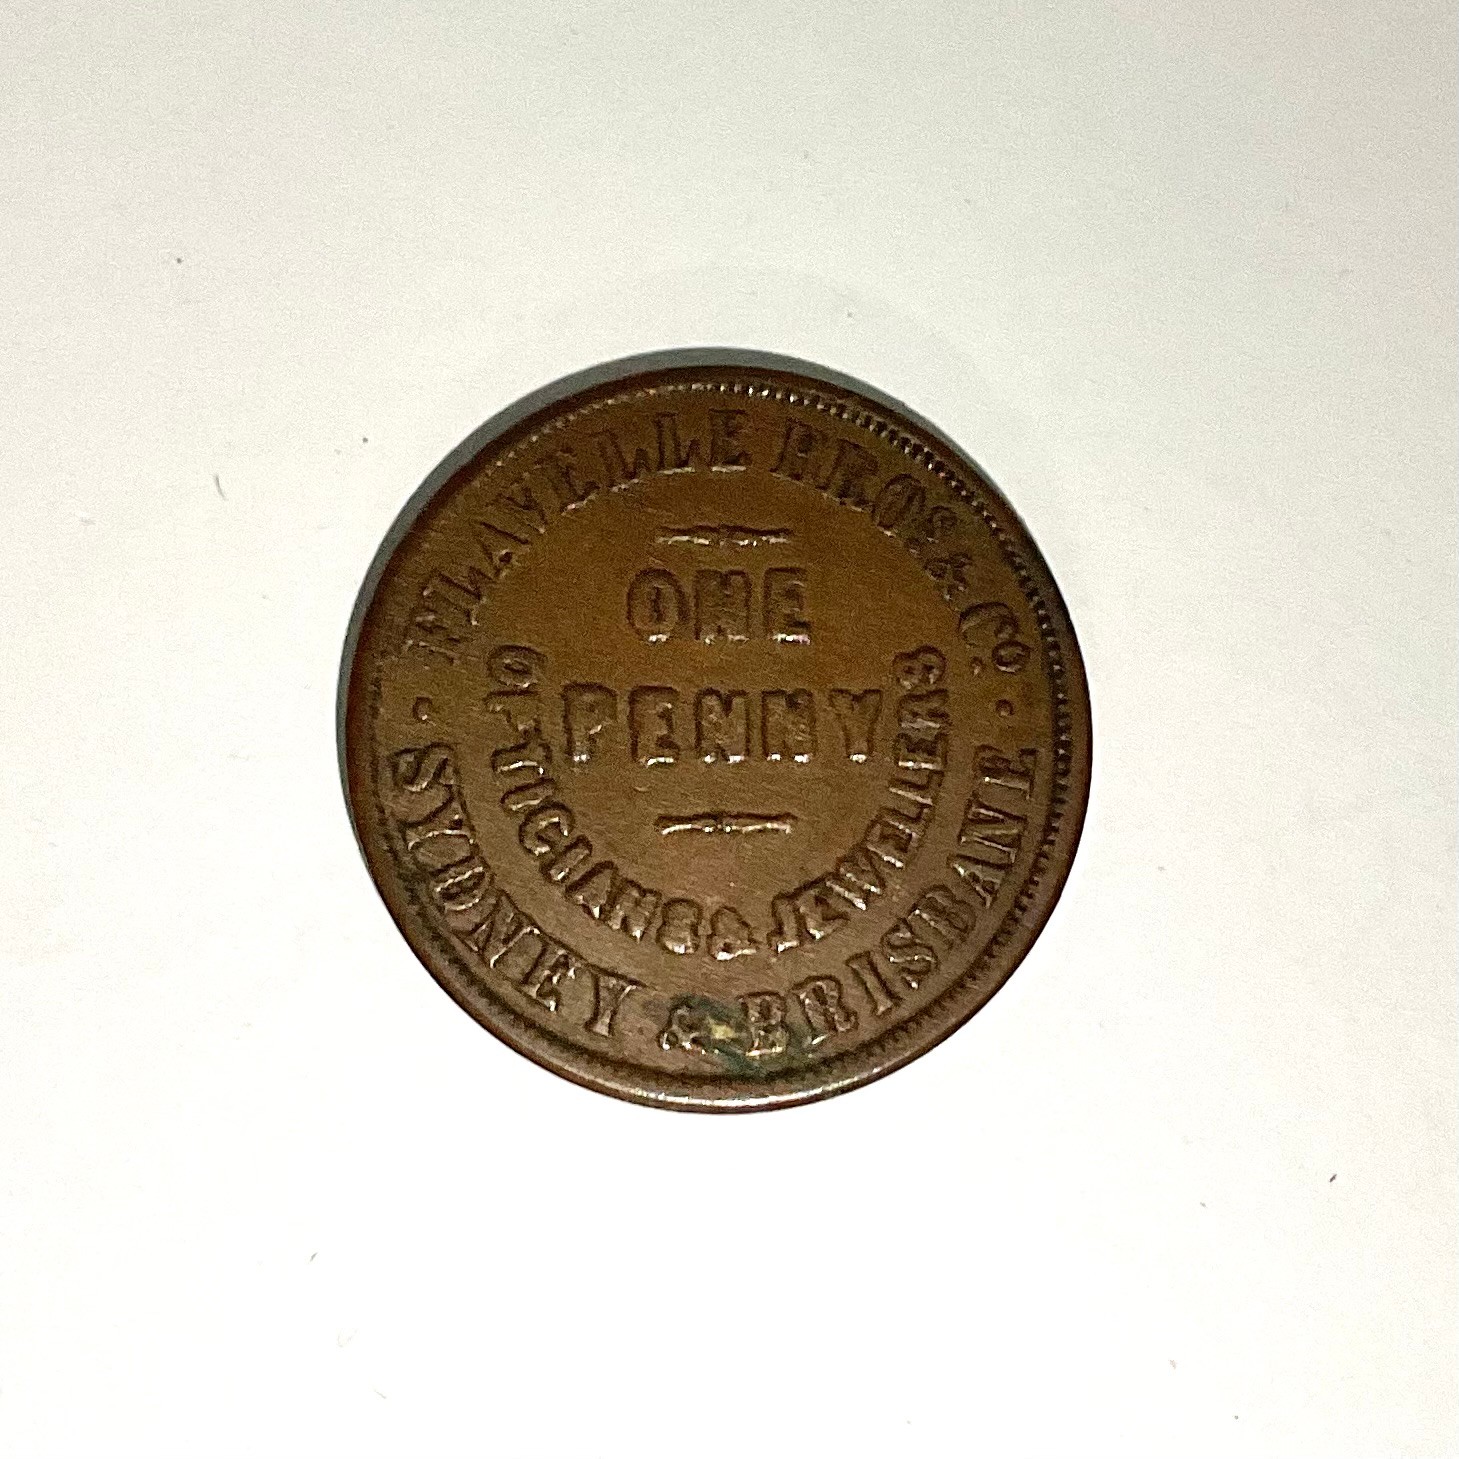 FLAVELLE BROS. & Co.
ONE
PENNY
OPTICIANS & JEWELLERS
SYDNEY & BRISBANE